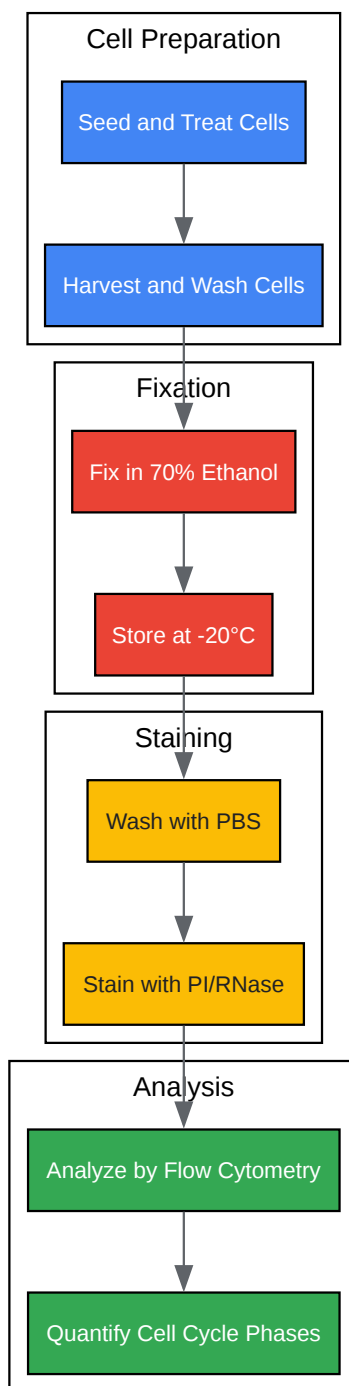 Cell Preparation
Seed and Treat Cells
Harvest and Wash Cells
Fixation
Fix in 70% Ethanol
Store at -20°C
Staining
Wash with PBS
Stain with PI/RNase
Analysis
Analyze by Flow Cytometry
Quantify Cell Cycle Phases